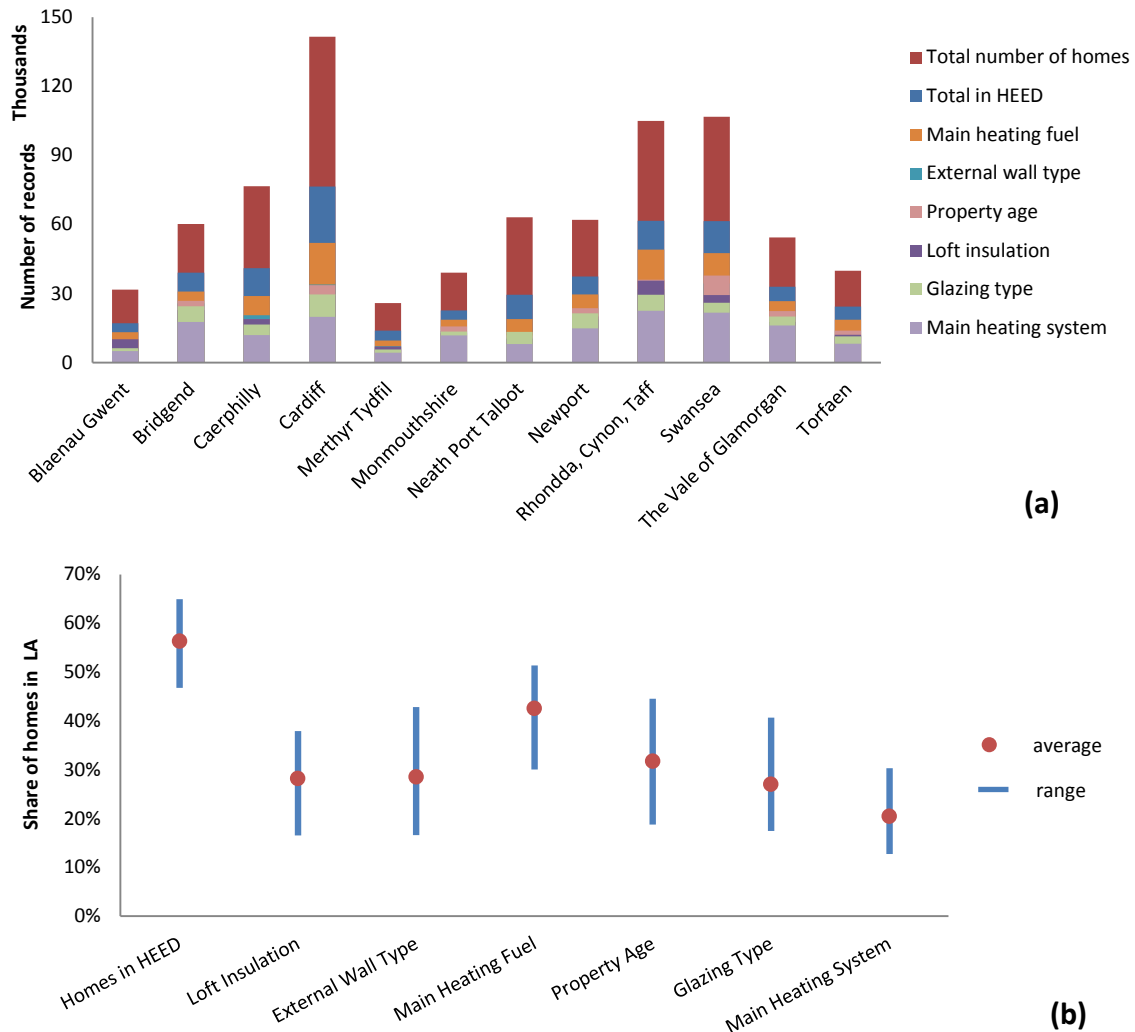 150
120
90
60
30
0
Number of records Thousands
Blaenau Gwent
Bridgend
Caerphilly
Cardiff
Merthyr Tydfil
Monmouthshire
Neath Port Talbot
Newport
Rhondda, Cynon, Taff
Swansea
The Vale of Glamorgan
Torfaen
Total number of homes
Total in HEED
Main heating fuel
External wall type
Property age
Loft insulation
Glazing type
Main heating system
(a)
70%
60%
50%
40%
30%
20%
10%
0%
Share of homes in LA
Homes in HEED
Loft Insulation
External Wall Type
Main Heating Fuel
Property Age
Glazing Type
Main Heating System
average
range
(b)